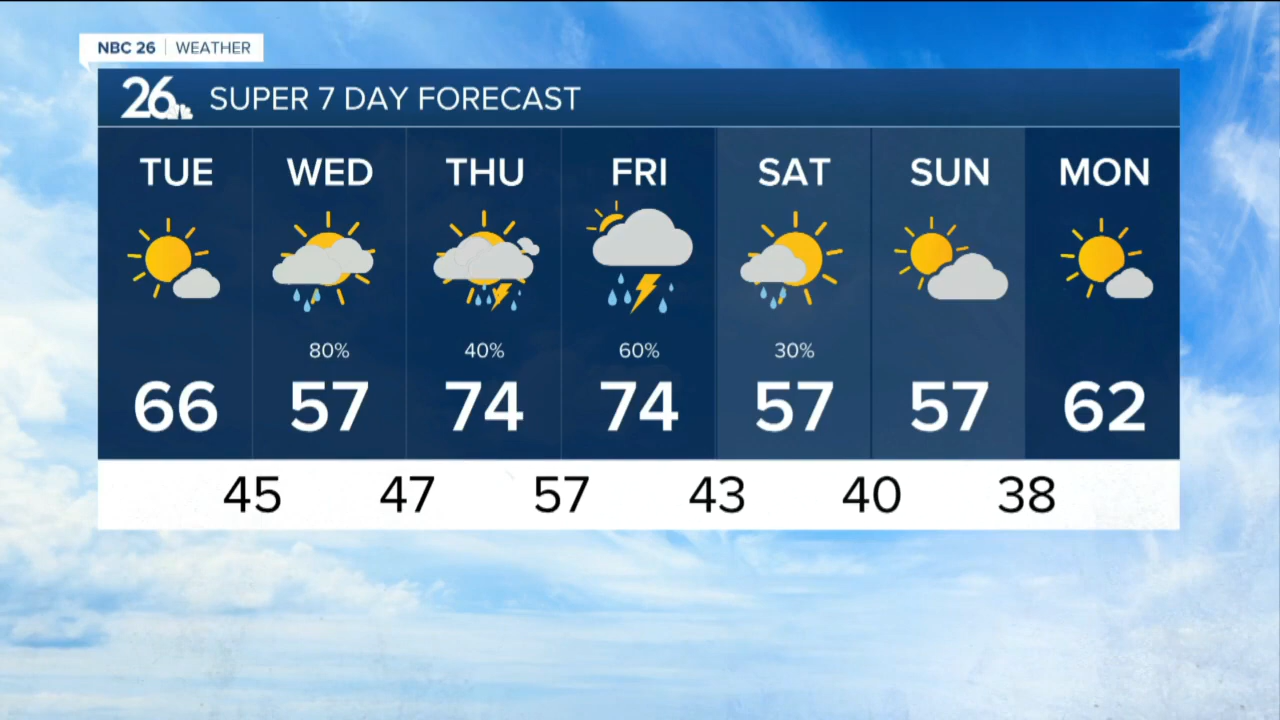 NBC 26 | WEATHER
26 SUPER 7 DAY FORECAST
TUE WED THU FRI SAT SUN MON
80% 40% 60% 30%
66 57 74 74 57 57 62
45 47 57 43 40 38